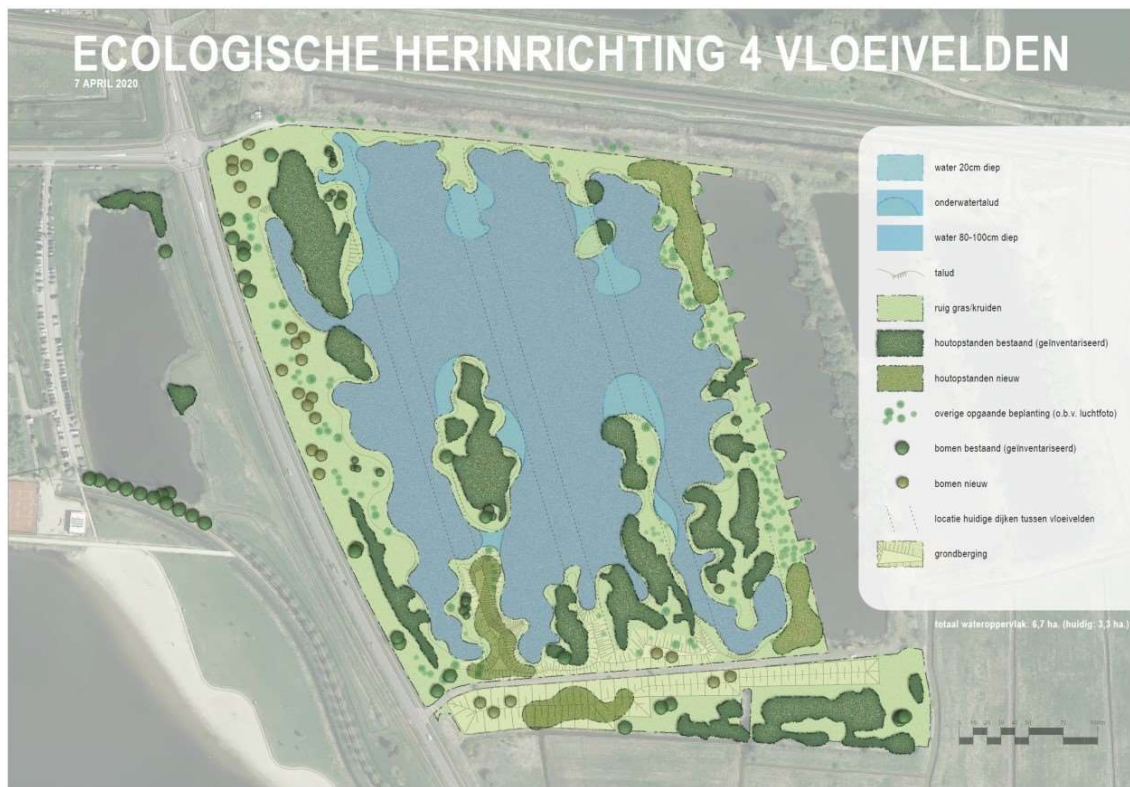 ECOLOGISCHE HERINRICHTING 4 VLOEIVELDEN
7 APRIL 2020
water 20cm diep
onderwatertalud
water 80-100cm diep
talud
ruig gras/kruiden
houtopstanden bestaand (geïnventariseerd)
houtopstanden nieuw
overige opgaande beplanting (o.b.v. luchtfoto)
bomen bestaand (geïnventariseerd)
bomen nieuw
locatie huidige dijken tussen vloeivelden
grondberging
totaal wateroppervlak: 6,7 ha. (huidig: 3,3 ha.)